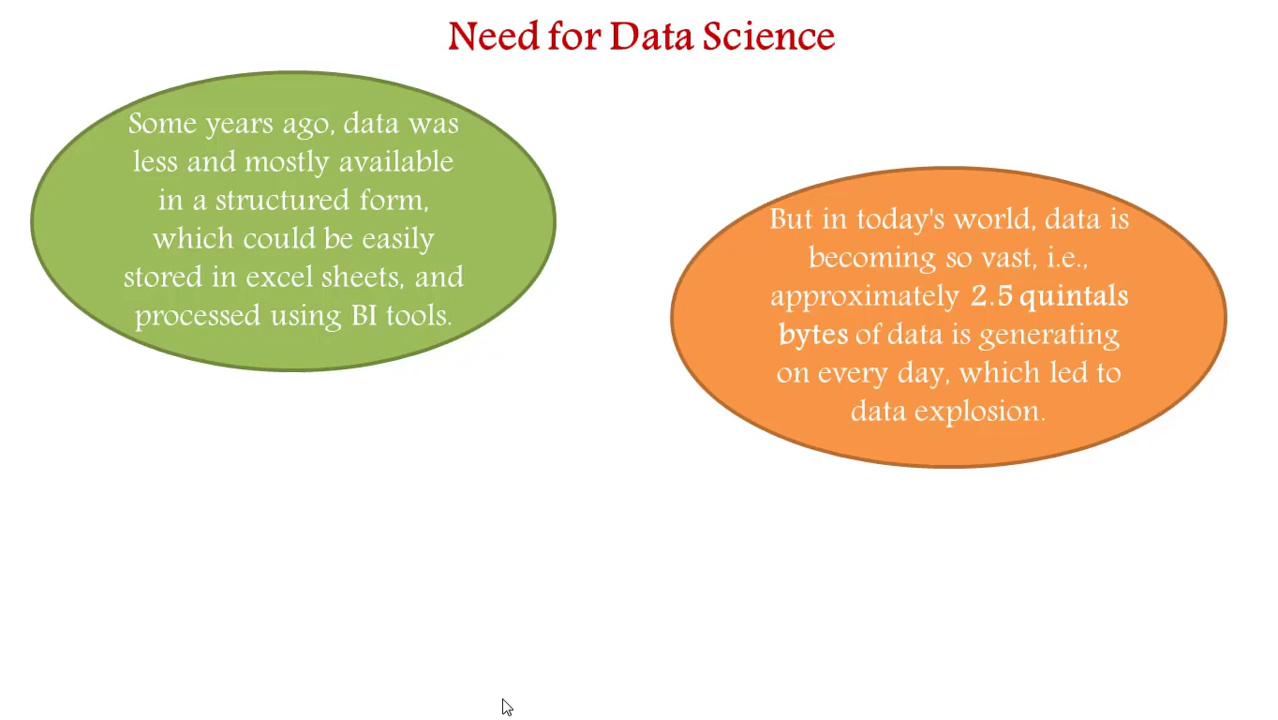 Need for Data Science
Some years ago, data was
less and mostly available
in a structured form,
which could be easily
stored in excel sheets, and
processed using BI tools.
But in today's world, data is
becoming so vast, i.e.,
approximately 2.5 quintals
bytes of data is generating
on every day, which led to
data explosion.